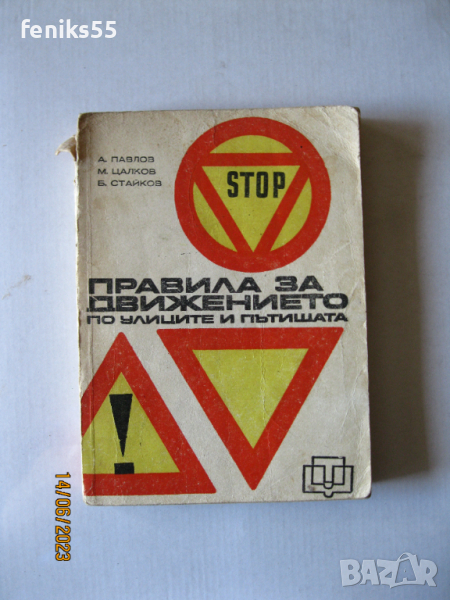 feniks55
А. ПАВЛОВ
М. ЦАЛКОВ
Б. СТАЙКОВ
STOP
ПРАВИЛА ЗА
ДВИЖЕНИЕТО
ПО УЛИЦИТЕ И ПЪТИЩАТА
!
14/06/2023
BAZAR